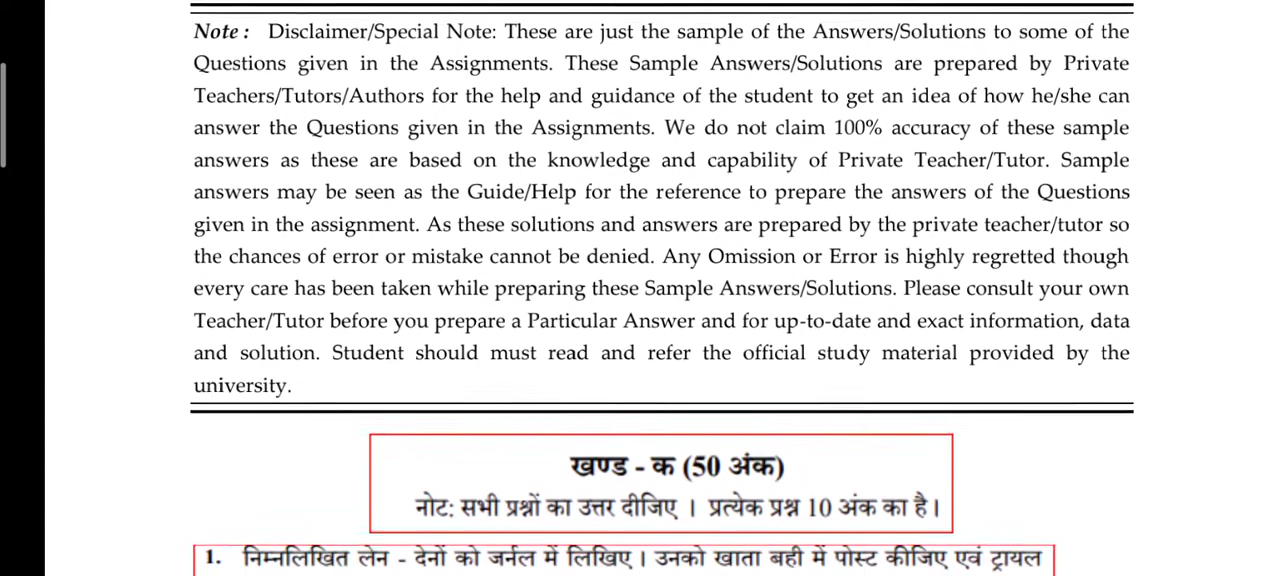 Note : Disclaimer/Special Note: These are just the sample of the Answers/Solutions to some of the
Questions given in the Assignments. These Sample Answers/Solutions are prepared by Private
Teachers/Tutors/Authors for the help and guidance of the student to get an idea of how he/she can
answer the Questions given in the Assignments. We do not claim 100% accuracy of these sample
answers as these are based on the knowledge and capability of Private Teacher/Tutor. Sample
answers may be seen as the Guide/Help for the reference to prepare the answers of the Questions
given in the assignment. As these solutions and answers are prepared by the private teacher/tutor so
the chances of error or mistake cannot be denied. Any Omission or Error is highly regretted though
every care has been taken while preparing these Sample Answers/Solutions. Please consult your own
Teacher/Tutor before you prepare a Particular Answer and for up-to-date and exact information, data
and solution. Student should must read and refer the official study material provided by the
university.
खण्ड - क (50 अंक)
नोट: सभी प्रश्नों का उत्तर दीजिए । प्रत्येक प्रश्न 10 अंक का है।
1. निम्नलिखित लेन - देनों को जर्नल में लिखिए । उनको खाता बही में पोस्ट कीजिए एवं ट्रायल